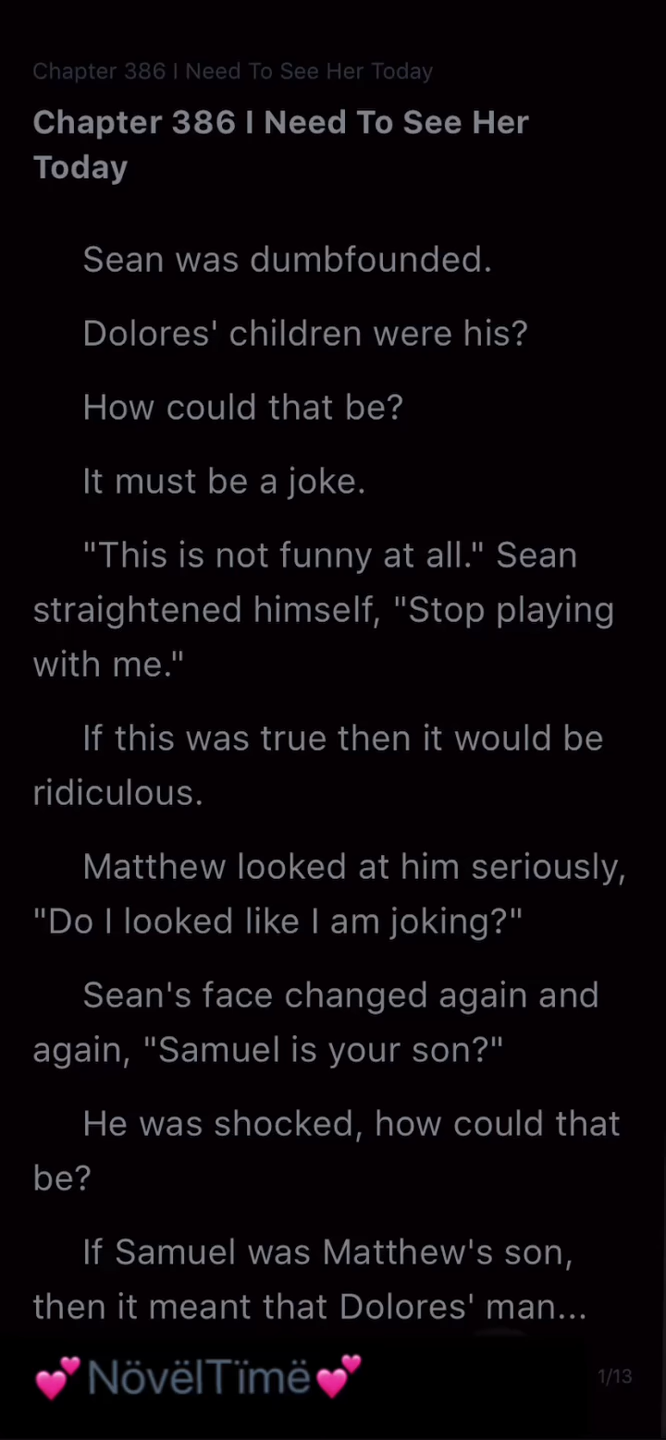 Chapter 386 I Need To See Her Today
Chapter 386 I Need To See Her
Today
Sean was dumbfounded.
Dolores' children were his?
How could that be?
It must be a joke.
"This is not funny at all." Sean
straightened himself, "Stop playing
with me."
If this was true then it would be
ridiculous.
Matthew looked at him seriously,
"Do I looked like I am joking?"
Sean's face changed again and
again, "Samuel is your son?"
He was shocked, how could that
be?
If Samuel was Matthew's son,
then it meant that Dolores' man...
💕NövëlTïmë💕
1/13